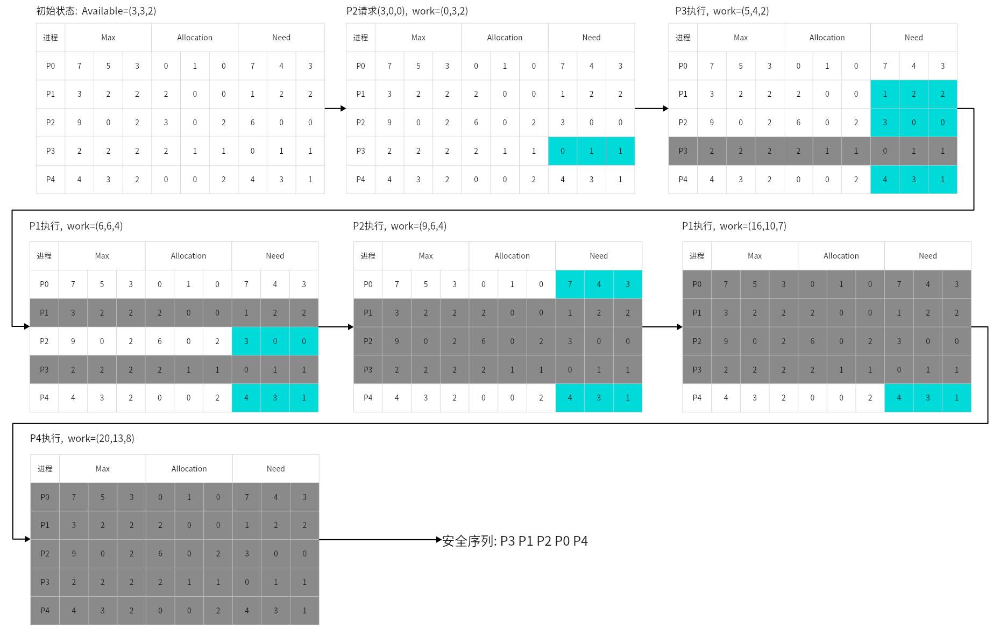 初始状态: Available=(3,3,2)
进程 Max Allocation Need
P0 7 5 3 0 1 0 7 4 3
P1 3 2 2 2 0 0 1 2 2
P2 9 0 2 3 0 2 6 0 0
P3 2 2 2 2 1 1 0 1 1
P4 4 3 2 0 0 2 4 3 1
P2请求(3,0,0), work=(0,3,2)
进程 Max Allocation Need
P0 7 5 3 0 1 0 7 4 3
P1 3 2 2 2 0 0 1 2 2
P2 9 0 2 6 0 2 3 0 0
P3 2 2 2 2 1 1 0 1 1
P4 4 3 2 0 0 2 4 3 1
P3执行, work=(5,4,2)
进程 Max Allocation Need
P0 7 5 3 0 1 0 7 4 3
P1 3 2 2 2 0 0 1 2 2
P2 9 0 2 6 0 2 3 0 0
P3 2 2 2 2 1 1 0 1 1
P4 4 3 2 0 0 2 4 3 1
P1执行, work=(6,6,4)
进程 Max Allocation Need
P0 7 5 3 0 1 0 7 4 3
P1 3 2 2 2 0 0 1 2 2
P2 9 0 2 6 0 2 3 0 0
P3 2 2 2 2 1 1 0 1 1
P4 4 3 2 0 0 2 4 3 1
P2执行, work=(9,6,4)
进程 Max Allocation Need
P0 7 5 3 0 1 0 7 4 3
P1 3 2 2 2 0 0 1 2 2
P2 9 0 2 6 0 2 3 0 0
P3 2 2 2 2 1 1 0 1 1
P4 4 3 2 0 0 2 4 3 1
P1执行, work=(16,10,7)
进程 Max Allocation Need
P0 7 5 3 0 1 0 7 4 3
P1 3 2 2 2 0 0 1 2 2
P2 9 0 2 6 0 2 3 0 0
P3 2 2 2 2 1 1 0 1 1
P4 4 3 2 0 0 2 4 3 1
P4执行, work=(20,13,8)
进程 Max Allocation Need
P0 7 5 3 0 1 0 7 4 3
P1 3 2 2 2 0 0 1 2 2
P2 9 0 2 6 0 2 3 0 0
P3 2 2 2 2 1 1 0 1 1
P4 4 3 2 0 0 2 4 3 1
安全序列: P3 P1 P2 P0 P4